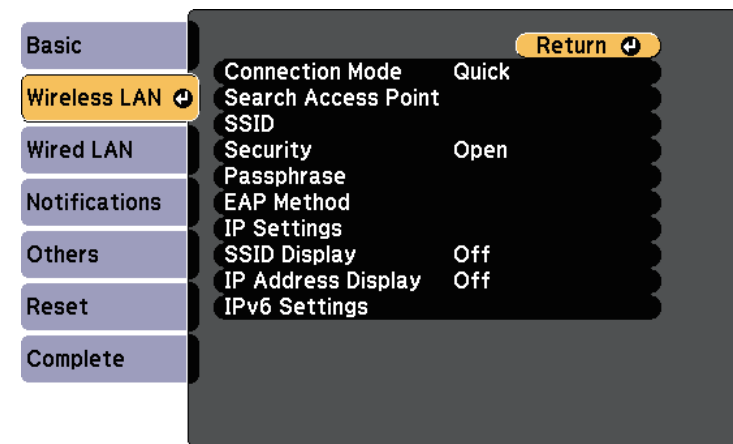 Basic
Wireless LAN
Wired LAN
Notifications
Others
Reset
Complete
Return
Connection Mode Quick
Search Access Point
SSID
Security Open
Passphrase
EAP Method
IP Settings
SSID Display Off
IP Address Display Off
IPv6 Settings